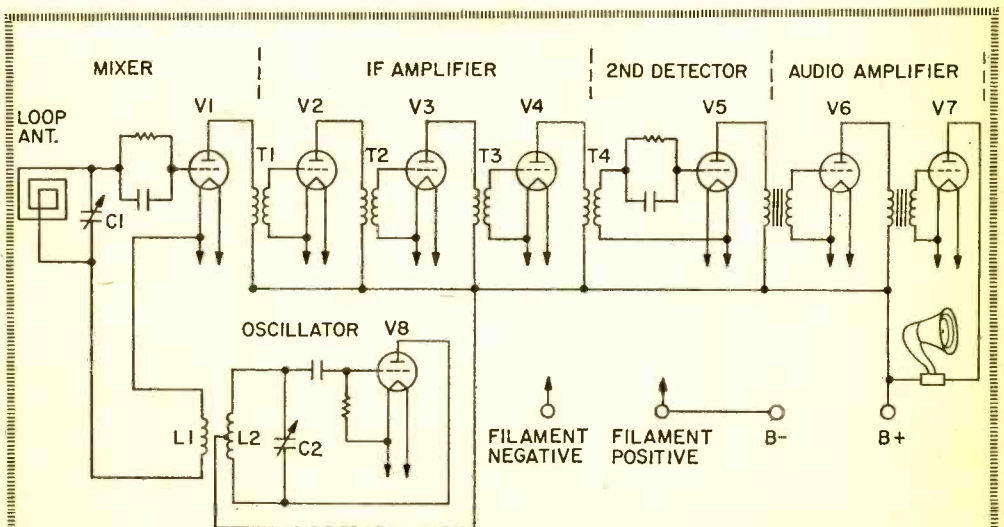 MIXER
IF AMPLIFIER
2ND DETECTOR
AUDIO AMPLIFIER
LOOP
ANT.
V1
V2
V3
V4
V5
V6
V7
T1
T2
T3
T4
C1
OSCILLATOR
V8
L1
L2
C2
FILAMENT
NEGATIVE
FILAMENT
POSITIVE
B-
B+